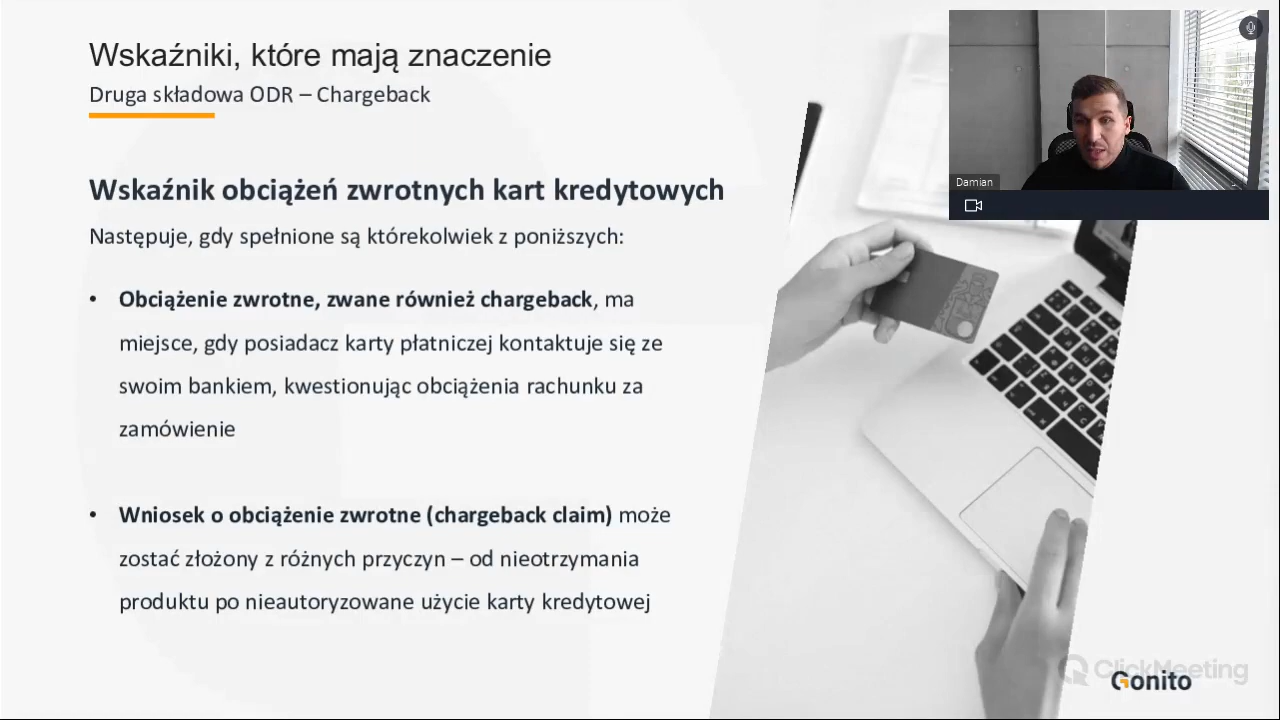 Wskaźniki, które mają znaczenie
Druga składowa ODR – Chargeback
Damian
Wskaźnik obciążeń zwrotnych kart kredytowych
Następuje, gdy spełnione są którekolwiek z poniższych:
• Obciążenie zwrotne, zwane również chargeback, ma
miejsce, gdy posiadacz karty płatniczej kontaktuje się ze
swoim bankiem, kwestionując obciążenia rachunku za
zamówienie
• Wniosek o obciążenie zwrotne (chargeback claim) może
zostać złożony z różnych przyczyn – od nieotrzymania
produktu po nieautoryzowane użycie karty kredytowej
ClickMeeting
Gonito